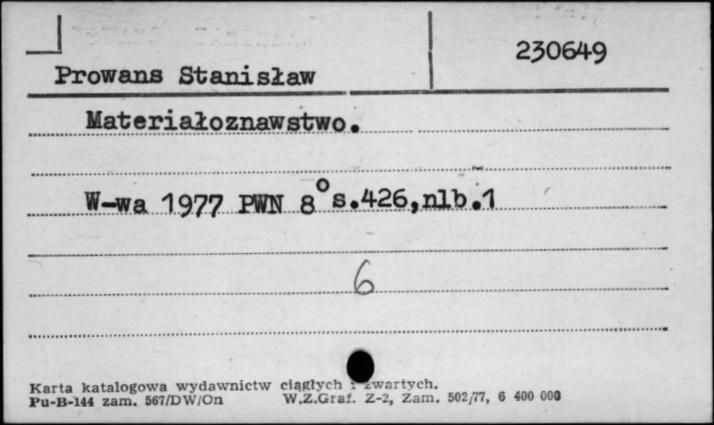 230649
Prowans Stanisław
Materiałoznawstwo.
W-wa 1977 PWN 8° s.426,nlb.1
6
Karta katalogowa wydawnictw ciągłych i zwartych.
Pu-B-144 zam. 567/DW/On W.Z.Graf. Z-2, Zam. 502/77, 6 400 000